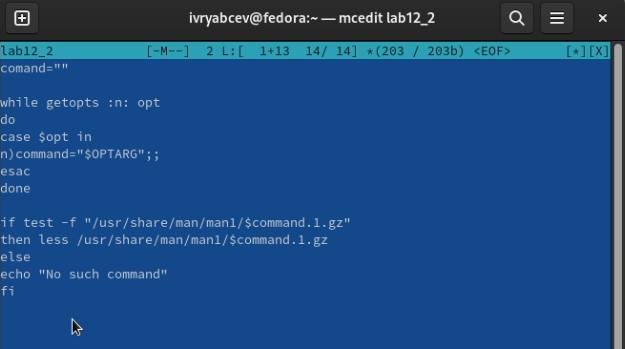 ivryabcev@fedora:~ — mcedit lab12_2
lab12_2 [-M--] 2 L:[ 1+13 14/ 14] *(203 / 203b) <EOF> [*][X]
comand=""
while getopts :n: opt
do
case $opt in
n)command="$OPTARG";;
esac
done
if test -f "/usr/share/man/man1/$command.1.gz"
then less /usr/share/man/man1/$command.1.gz
else
echo "No such command"
fi